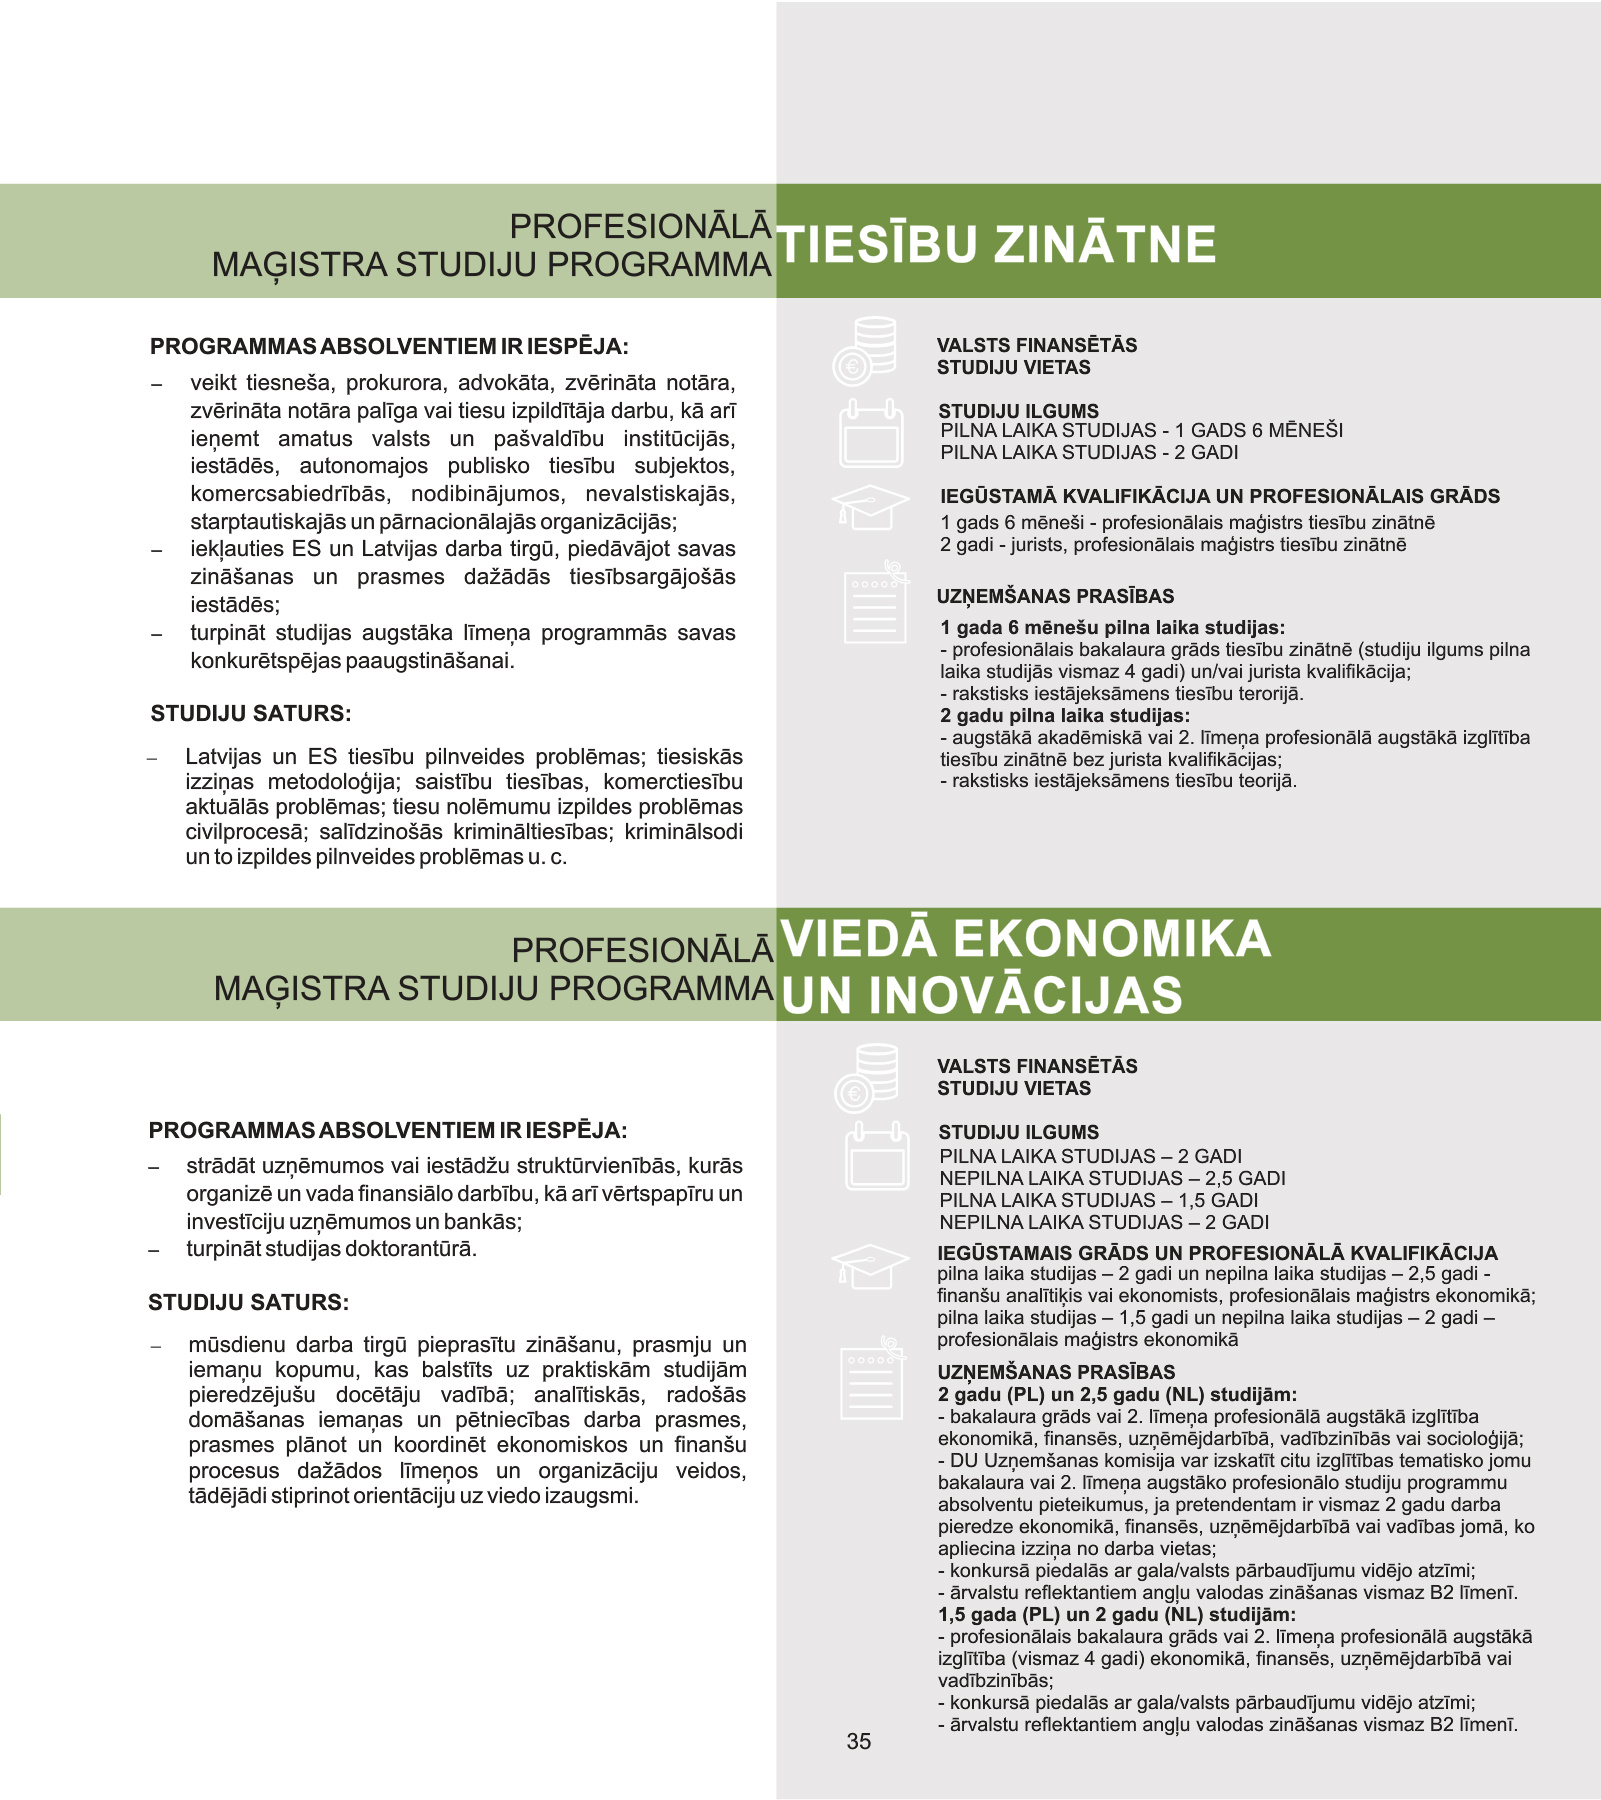 PROFESIONĀLĀ
MAĢISTRA STUDIJU PROGRAMMA
TIESĪBU ZINĀTNE
PROGRAMMAS ABSOLVENTIEM IR IESPĒJA:
– veikt tiesneša, prokurora, advokāta, zvērināta notāra,
zvērināta notāra palīga vai tiesu izpildītāja darbu, kā arī
ieņemt amatus valsts un pašvaldību institūcijās,
iestādēs, autonomajos publisko tiesību subjektos,
komercsabiedrībās, nodibinājumos, nevalstiskajās,
starptautiskajās un pārnacionālajās organizācijās;
– iekļauties ES un Latvijas darba tirgū, piedāvājot savas
zināšanas un prasmes dažādās tiesībsargājošās
iestādēs;
– turpināt studijas augstāka līmeņa programmās savas
konkurētspējas paaugstināšanai.
STUDIJU SATURS:
– Latvijas un ES tiesību pilnveides problēmas; tiesiskās
izziņas metodoloģija; saistību tiesības, komerctiesību
aktuālās problēmas; tiesu nolēmumu izpildes problēmas
civilprocesā; salīdzinošās krimināltiesības; kriminālsodi
un to izpildes pilnveides problēmas u. c.
VALSTS FINANSĒTĀS
STUDIJU VIETAS
STUDIJU ILGUMS
PILNA LAIKA STUDIJAS - 1 GADS 6 MĒNEŠI
PILNA LAIKA STUDIJAS - 2 GADI
IEGŪSTAMĀ KVALIFIKĀCIJA UN PROFESIONĀLAIS GRĀDS
1 gads 6 mēneši - profesionālais maģistrs tiesību zinātnē
2 gadi - jurists, profesionālais maģistrs tiesību zinātnē
UZŅEMŠANAS PRASĪBAS
1 gada 6 mēnešu pilna laika studijas:
- profesionālais bakalaura grāds tiesību zinātnē (studiju ilgums pilna
laika studijās vismaz 4 gadi) un/vai jurista kvalifikācija;
- rakstisks iestājeksāmens tiesību terorijā.
2 gadu pilna laika studijas:
- augstākā akadēmiskā vai 2. līmeņa profesionālā augstākā izglītība
tiesību zinātnē bez jurista kvalifikācijas;
- rakstisks iestājeksāmens tiesību teorijā.
PROFESIONĀLĀ
MAĢISTRA STUDIJU PROGRAMMA
VIEDĀ EKONOMIKA
UN INOVĀCIJAS
PROGRAMMAS ABSOLVENTIEM IR IESPĒJA:
– strādāt uzņēmumos vai iestādžu struktūrvienībās, kurās
organizē un vada finansiālo darbību, kā arī vērtspapīru un
investīciju uzņēmumos un bankās;
– turpināt studijas doktorantūrā.
STUDIJU SATURS:
– mūsdienu darba tirgū pieprasītu zināšanu, prasmju un
iemaņu kopumu, kas balstīts uz praktiskām studijām
pieredzējušu docētāju vadībā; analītiskās, radošās
domāšanas iemaņas un pētniecības darba prasmes,
prasmes plānot un koordinēt ekonomiskos un finanšu
procesus dažādos līmeņos un organizāciju veidos,
tādējādi stiprinot orientāciju uz viedo izaugsmi.
VALSTS FINANSĒTĀS
STUDIJU VIETAS
STUDIJU ILGUMS
PILNA LAIKA STUDIJAS – 2 GADI
NEPILNA LAIKA STUDIJAS – 2,5 GADI
PILNA LAIKA STUDIJAS – 1,5 GADI
NEPILNA LAIKA STUDIJAS – 2 GADI
IEGŪSTAMAIS GRĀDS UN PROFESIONĀLĀ KVALIFIKĀCIJA
pilna laika studijas – 2 gadi un nepilna laika studijas – 2,5 gadi -
finanšu analītiķis vai ekonomists, profesionālais maģistrs ekonomikā;
pilna laika studijas – 1,5 gadi un nepilna laika studijas – 2 gadi –
profesionālais maģistrs ekonomikā
UZŅEMŠANAS PRASĪBAS
2 gadu (PL) un 2,5 gadu (NL) studijām:
- bakalaura grāds vai 2. līmeņa profesionālā augstākā izglītība
ekonomikā, finansēs, uzņēmējdarbībā, vadībzinībās vai socioloģijā;
- DU Uzņemšanas komisija var izskatīt citu izglītības tematisko jomu
bakalaura vai 2. līmeņa augstāko profesionālo studiju programmu
absolventu pieteikumus, ja pretendentam ir vismaz 2 gadu darba
pieredze ekonomikā, finansēs, uzņēmējdarbībā vai vadības jomā, ko
apliecina izziņa no darba vietas;
- konkursā piedalās ar gala/valsts pārbaudījumu vidējo atzīmi;
- ārvalstu reflektantiem angļu valodas zināšanas vismaz B2 līmenī.
1,5 gada (PL) un 2 gadu (NL) studijām:
- profesionālais bakalaura grāds vai 2. līmeņa profesionālā augstākā
izglītība (vismaz 4 gadi) ekonomikā, finansēs, uzņēmējdarbībā vai
vadībzinībās;
- konkursā piedalās ar gala/valsts pārbaudījumu vidējo atzīmi;
- ārvalstu reflektantiem angļu valodas zināšanas vismaz B2 līmenī.
35